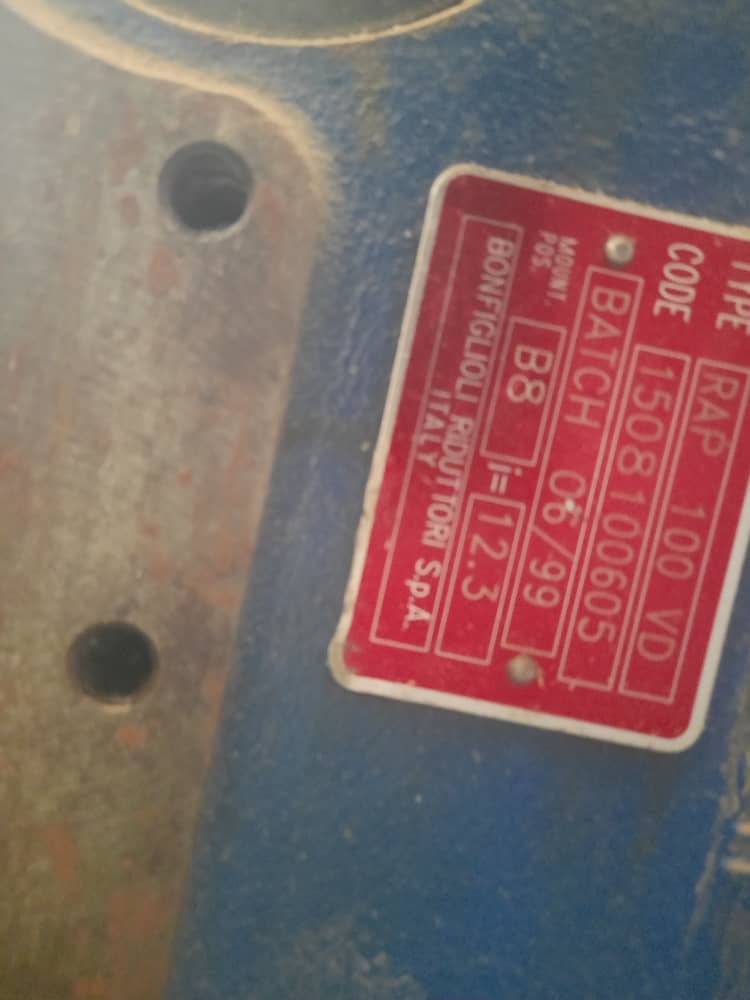 TYPE RAP 100 VD
CODE 1508100605
BATCH 06/99
MOUNT. POS. B8 i= 12.3
BONFIGLIOLI RIDUTTORI S.p.A.
ITALY